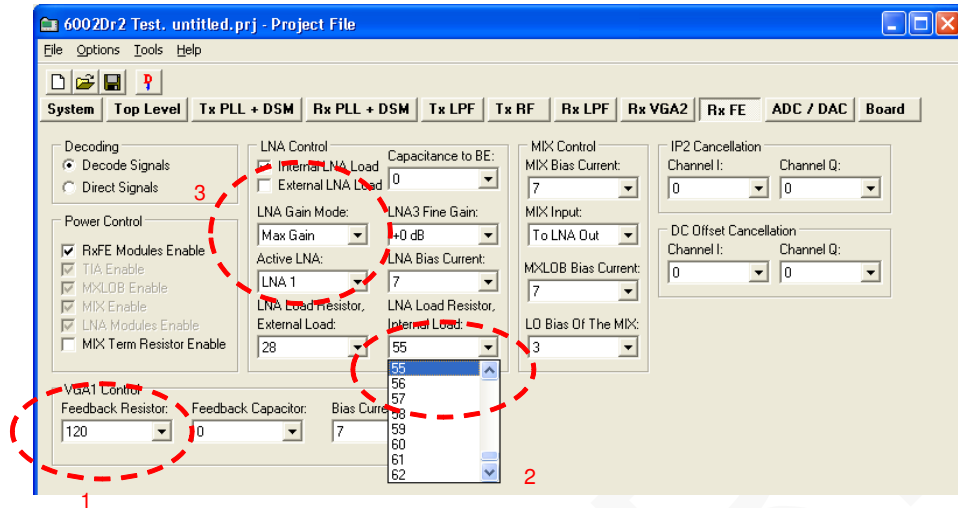 6002Dr2 Test. untitled.prj - Project File
File Options Tools Help
System Top Level Tx PLL + DSM Rx PLL + DSM Tx LPF Tx RF Rx LPF Rx VGA2 Rx FE ADC / DAC Board
Decoding
Decode Signals
Direct Signals
3
Power Control
RxFE Modules Enable
TIA Enable
MXLOB Enable
MIX Enable
LNA Modules Enable
MIX Term Resistor Enable
LNA Control
Internal LNA Load
External LNA Load
Capacitance to BE:
0
LNA Gain Mode:
Max Gain
LNA3 Fine Gain:
+0 dB
Active LNA:
LNA 1
LNA Bias Current:
7
LNA Load Resistor,
External Load:
28
LNA Load Resistor,
Internal Load:
55
55
56
57
58
59
60
61
62
2
MIX Control
MIX Bias Current:
7
MIX Input:
To LNA Out
MXLOB Bias Current:
7
LO Bias Of The MIX:
3
IP2 Cancellation
Channel I: Channel Q:
0 0
DC Offset Cancellation
Channel I: Channel Q:
0 0
VGA1 Control
Feedback Resistor: Feedback Capacitor: Bias
120 0 7
1